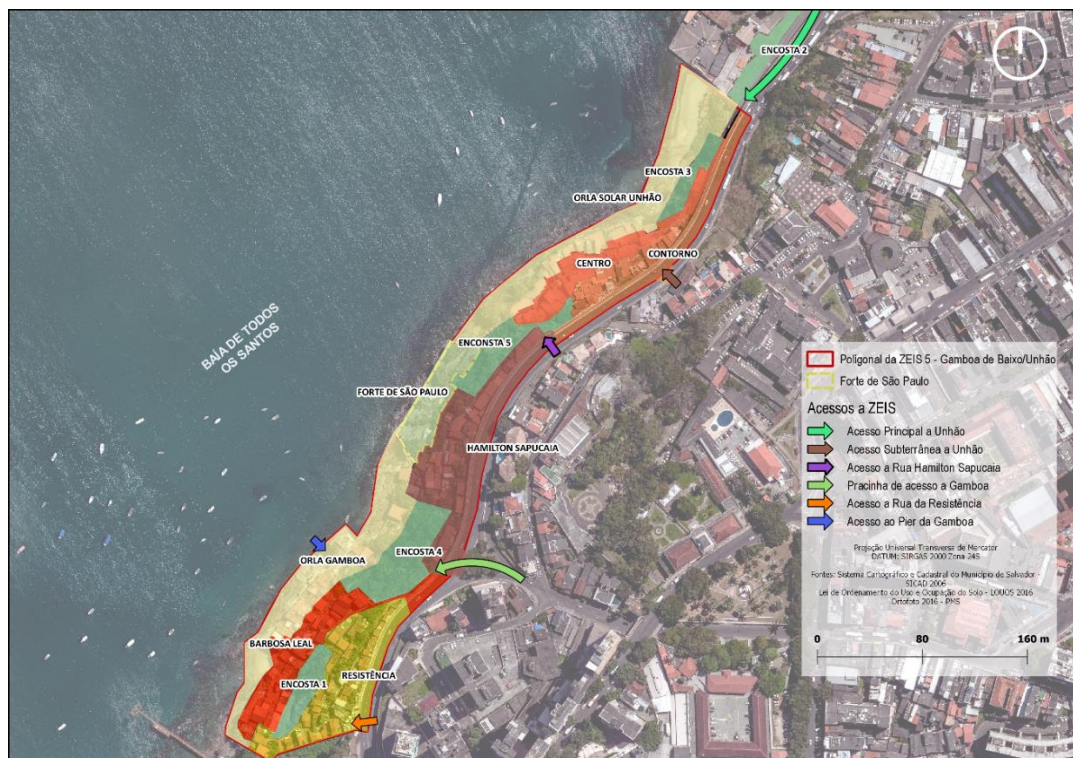 ENCOSTA 2
ENCOSTA 3
ORLA SOLAR UNHÃO
CONTORNO
CENTRO
BAIA DE TODOS
OS SANTOS
ENCONSTA 5
FORTE DE SÃO PAULO
HAMILTON SAPUCAIA
ENCOSTA 4
ORLA GAMBOA
BARBOSA LEAL
RESISTÊNCIA
ENCOSTA 1
Poligonal da ZEIS 5 - Gamboa de Baixo/Unhão
Forte de São Paulo
Acessos a ZEIS
Acesso Principal a Unhão
Acesso Subterrânea a Unhão
Acesso a Rua Hamilton Sapucaia
Pracinha de acesso a Gamboa
Acesso a Rua da Resistência
Acesso ao Pier da Gamboa
Projeção Universal Transversa de Mercator
DATUM: SIRGAS 2000 Zona 24S
Fontes: Sistema Cartográfico e Cadastral do Município de Salvador -
SICAD 2006
Lei de Ordenamento do Uso e Ocupação do Solo - LOUOS 2016
Ortofoto 2016 - PMS
0 80 160 m